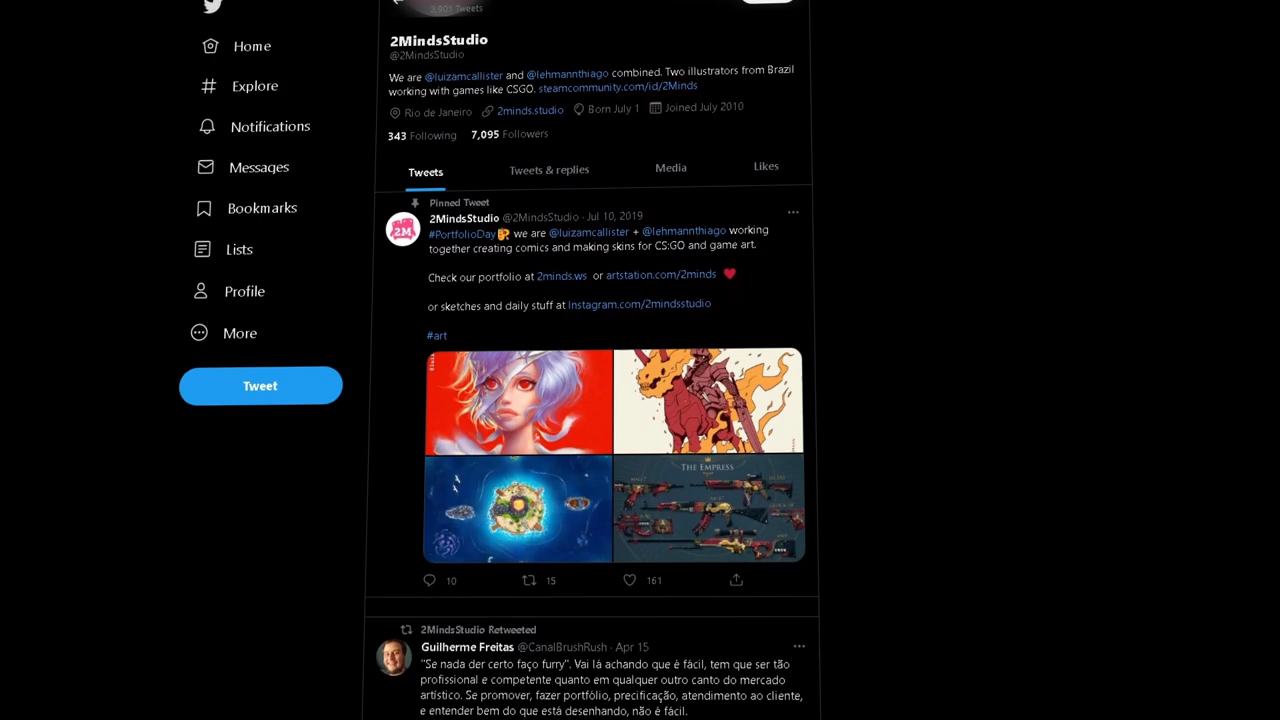 2,901 Tweets
Home
Explore
Notifications
Messages
Bookmarks
Lists
Profile
More
Tweet
2MindsStudio
@2MindsStudio
We are @luizamcallister and @lehmannthiago combined. Two illustrators from Brazil
working with games like CSGO. steamcommunity.com/id/2Minds
Rio de Janeiro 2minds.studio Born July 1 Joined July 2010
343 Following 7,095 Followers
Tweets Tweets & replies Media Likes
Pinned Tweet
2MindsStudio @2MindsStudio · Jul 10, 2019
#PortfolioDay we are @luizamcallister + @lehmannthiago working
together creating comics and making skins for CS:GO and game art.
Check our portfolio at 2minds.ws or artstation.com/2minds
or sketches and daily stuff at Instagram.com/2mindsstudio
#art
2M
THE EMPRESS
10 15 161
2MindsStudio Retweeted
Guilherme Freitas @CanalBrushRush · Apr 15
"Se nada der certo faço furry". Vai lá achando que é fácil, tem que ser tão
profissional e competente quanto em qualquer outro canto do mercado
artístico. Se promover, fazer portfólio, precificação, atendimento ao cliente,
e entender bem do que está desenhando, não é fácil.